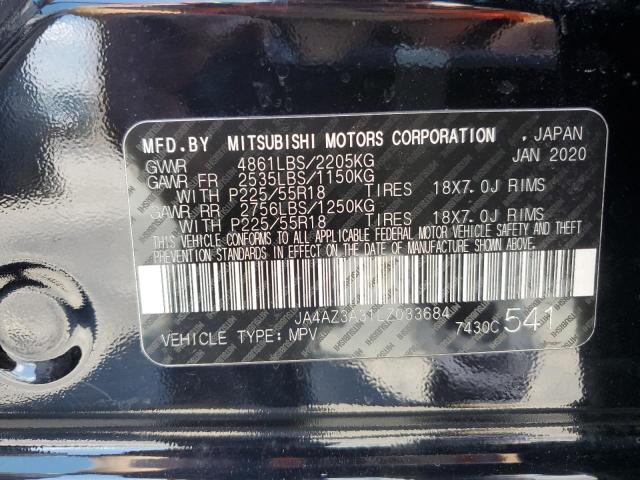 MFD.BY MITSUBISHI MOTORS CORPORATION , JAPAN
GVWR 4861LBS/2205KG JAN 2020
GAWR FR 2535LBS/1150KG
WITH P225/55R18 TIRES 18X7.0J RIMS
GAWR RR 2756LBS/1250KG
WITH P225/55R18 TIRES 18X7.0J RIMS
THIS VEHICLE CONFORMS TO ALL APPLICABLE FEDERAL MOTOR VEHICLE SAFETY AND THEFT
PREVENTION STANDARDS IN EFFECT ON THE DATE OF MANUFACTURE SHOWN ABOVE.
JA4AZ3A31LZ033684
VEHICLE TYPE: MPV 7430C 541